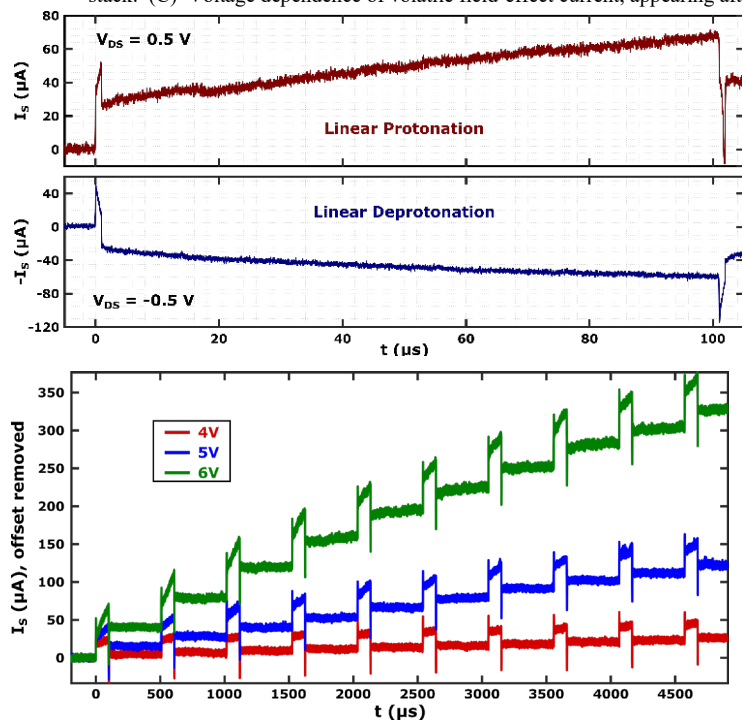 stack. (C) Voltage dependence of volatile field effect current, appearing
80
V_DS = 0.5 V
60
40
I_S (µA)
20
Linear Protonation
0
40
Linear Deprotonation
0
-I_S (µA)
-40
-80
V_DS = -0.5 V
-120
0 20 40 60 80 100
t (µs)
350
300
4V
5V
6V
250
200
I_S (µA), offset removed
150
100
50
0
0 500 1000 1500 2000 2500 3000 3500 4000 4500
t (µs)